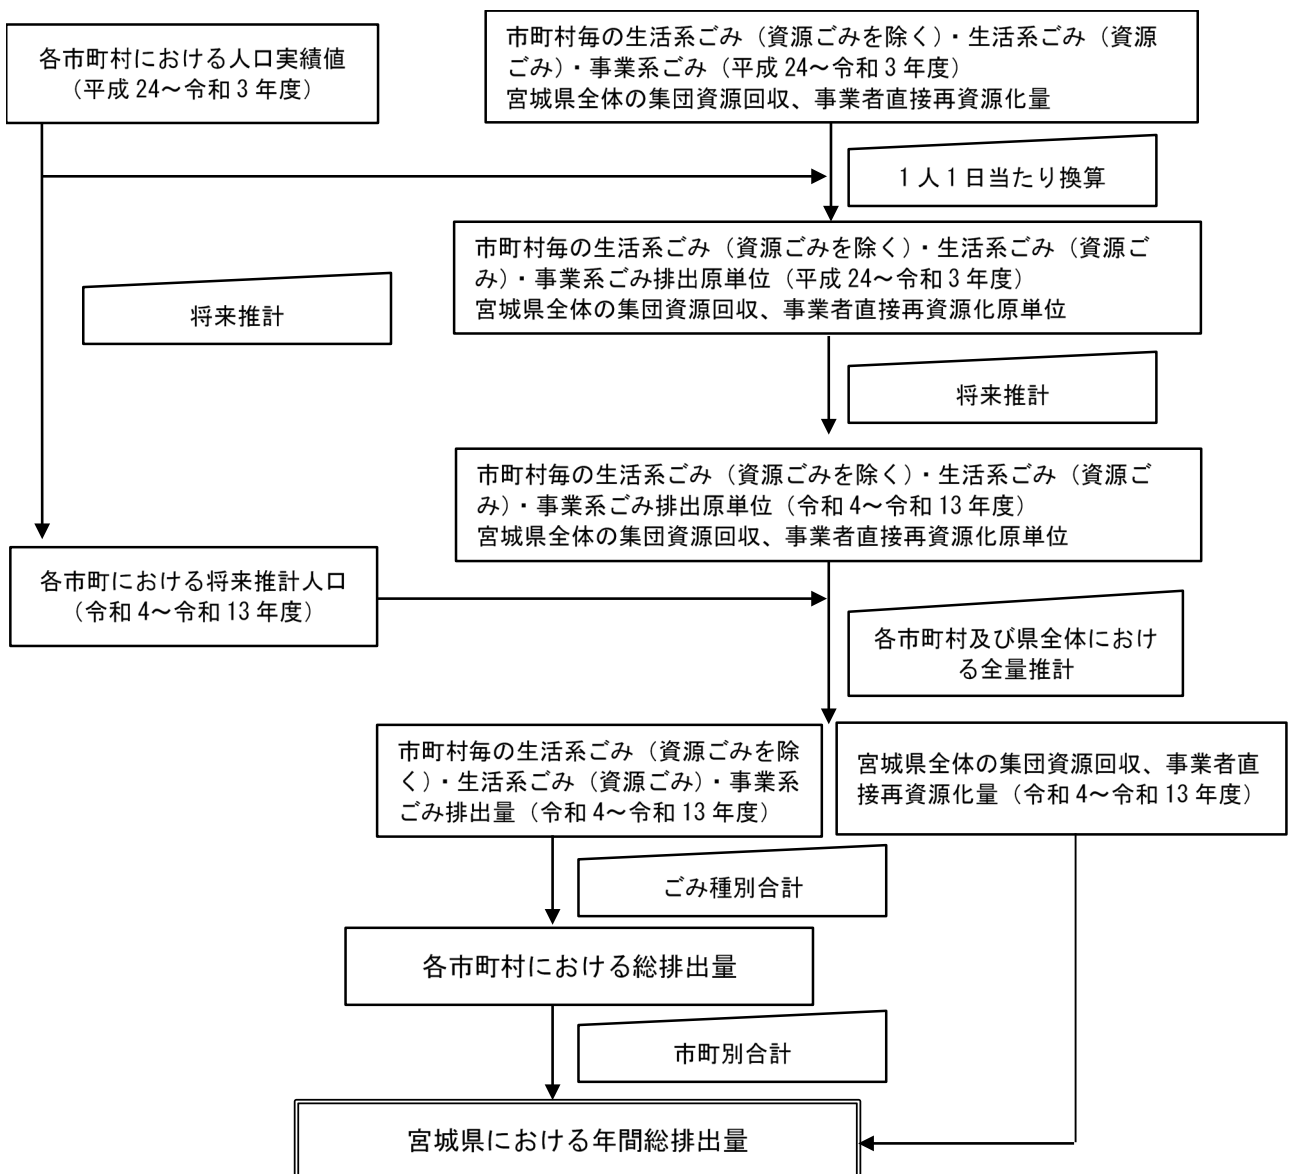 各市町村における人口実績値
（平成 24～令和 3 年度）
市町村毎の生活系ごみ（資源ごみを除く）・生活系ごみ（資源
ごみ）・事業系ごみ（平成 24～令和 3 年度）
宮城県全体の集団資源回収、事業者直接再資源化量
1 人 1 日当たり換算
市町村毎の生活系ごみ（資源ごみを除く）・生活系ごみ（資源ご
み）・事業系ごみ排出原単位（平成 24～令和 3 年度）
宮城県全体の集団資源回収、事業者直接再資源化原単位
将来推計
将来推計
市町村毎の生活系ごみ（資源ごみを除く）・生活系ごみ（資源ご
み）・事業系ごみ排出原単位（令和 4～令和 13 年度）
宮城県全体の集団資源回収、事業者直接再資源化原単位
各市町における将来推計人口
（令和 4～令和 13 年度）
各市町村及び県全体におけ
る全量推計
市町村毎の生活系ごみ（資源ごみを除
く）・生活系ごみ（資源ごみ）・事業系
ごみ排出量（令和 4～令和 13 年度）
宮城県全体の集団資源回収、事業者直
接再資源化量（令和 4～令和 13 年度）
ごみ種別合計
各市町村における総排出量
市町別合計
宮城県における年間総排出量